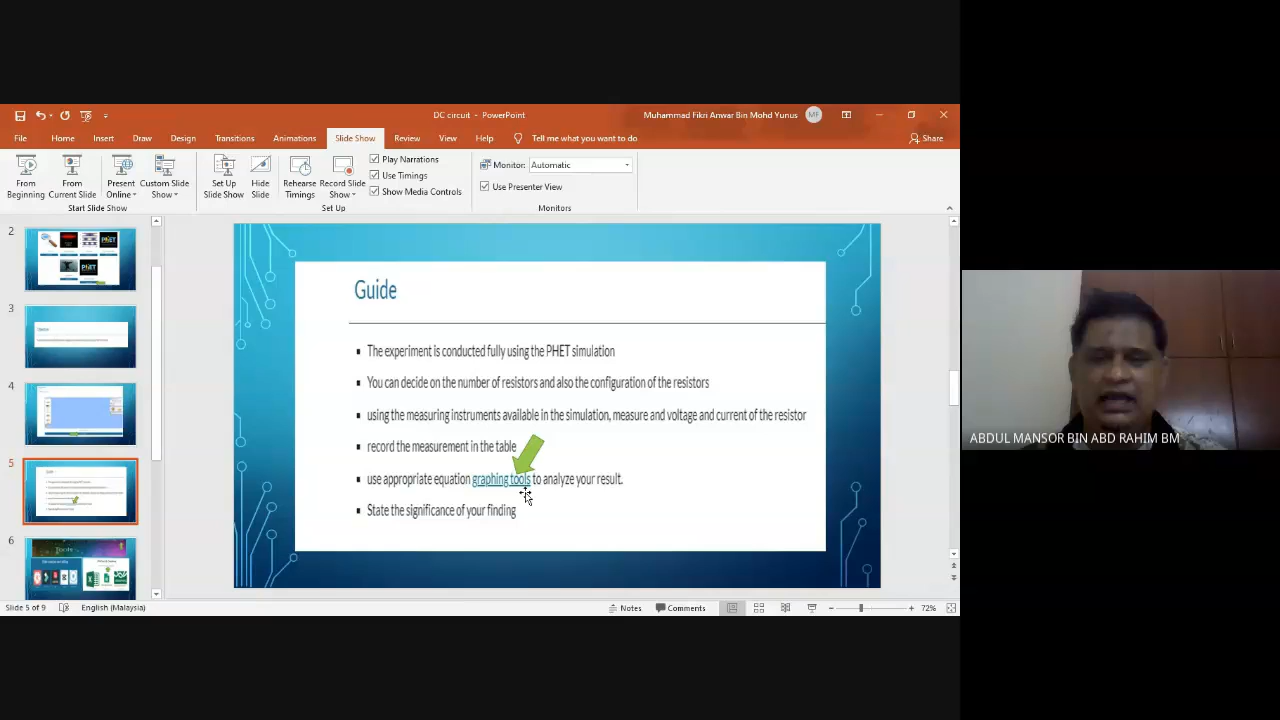 DC circuit - PowerPoint
Muhammad Fikri Anwar Bin Mohd Yunus
MF
File Home Insert Draw Design Transitions Animations Slide Show Review View Help Tell me what you want to do Share
From Beginning
From Current Slide
Present Online
Custom Slide Show
Start Slide Show
Set Up Slide Show
Hide Slide
Rehearse Timings
Record Slide Show
Play Narrations
Use Timings
Show Media Controls
Set Up
Monitor: Automatic
Use Presenter View
Monitors
2
3
4
5
6
Guide
The experiment is conducted fully using the PHET simulation
You can decide on the number of resistors and also the configuration of the resistors
using the measuring instruments available in the simulation, measure and voltage and current of the resistor
record the measurement in the table
use appropriate equation graphing tools to analyze your result.
State the significance of your finding
Slide 5 of 9 English (Malaysia) Notes Comments 72%
ABDUL MANSOR BIN ABD RAHIM BM